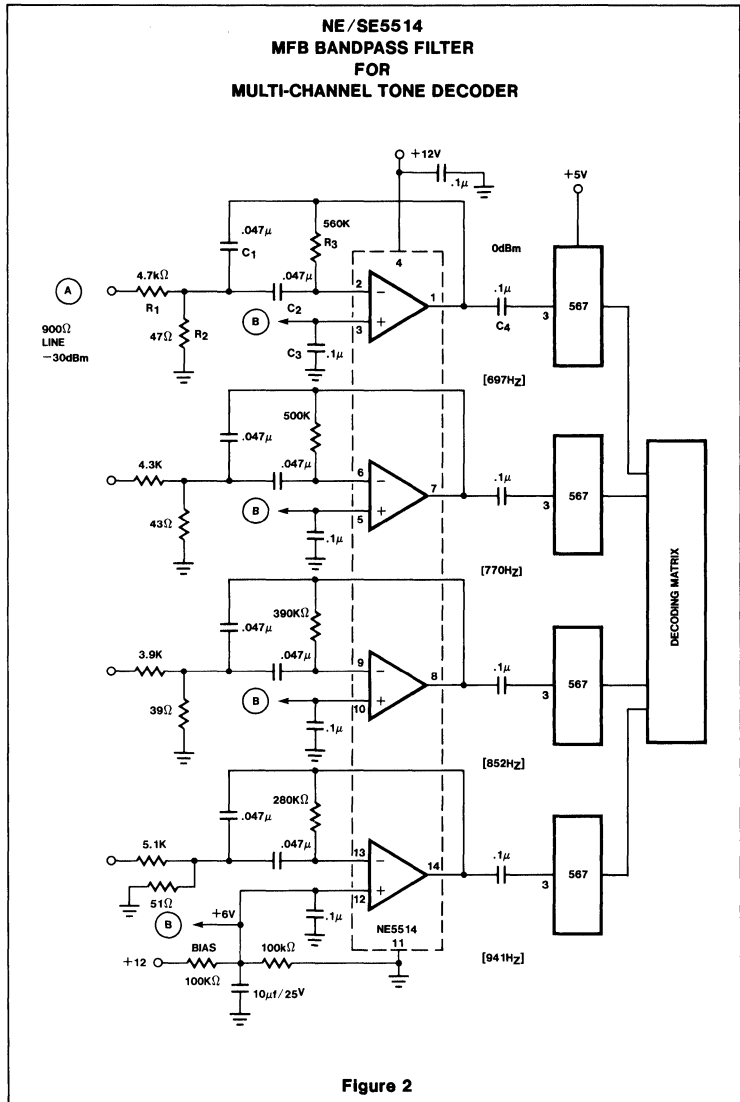 NE/SE5514
MFB BANDPASS FILTER
FOR
MULTI-CHANNEL TONE DECODER
+12V
.1μ
+5V
.047μ
C1
560K
R3
4
0dBm
A
4.7kΩ
R1
.047μ
C2
2
−
1
.1μ
C4
3
567
900Ω
LINE
−30dBm
47Ω
R2
B
3
+
C3
.1μ
[697HZ]
.047μ
500K
4.3K
.047μ
6
−
7
.1μ
3
567
43Ω
B
5
+
.1μ
[770HZ]
DECODING MATRIX
.047μ
390KΩ
3.9K
.047μ
9
−
8
.1μ
3
567
39Ω
B
10
+
.1μ
[852HZ]
.047μ
280KΩ
5.1K
.047μ
13
−
14
.1μ
3
567
51Ω
12
+
B
+6V
.1μ
NE5514
11
[941HZ]
+12
BIAS
100KΩ
100kΩ
10μf/25V
Figure 2